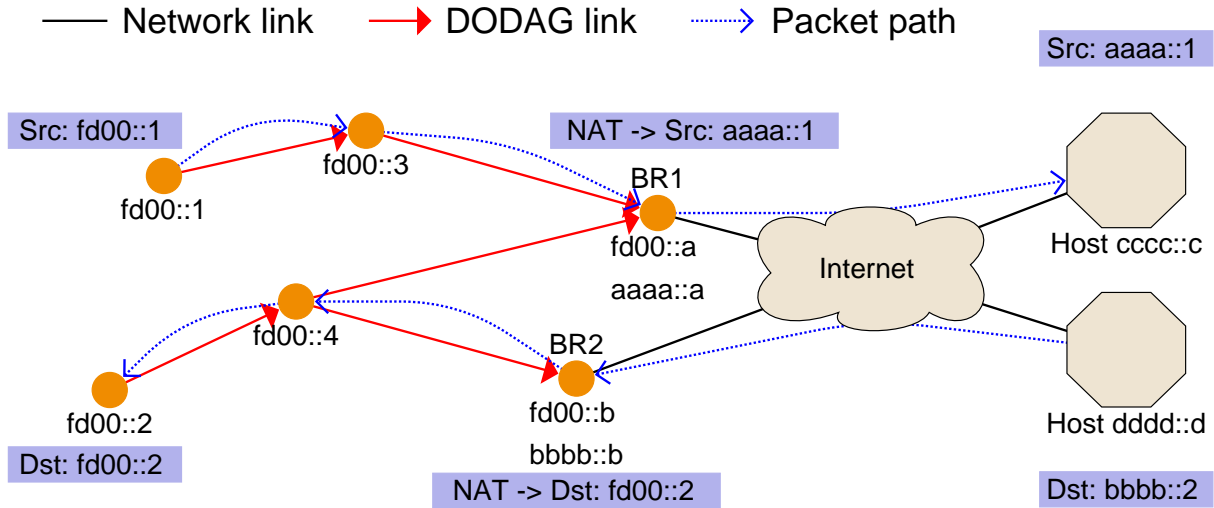 Network link
DODAG link
Packet path
Src: aaaa::1
Src: fd00::1
NAT -> Src: aaaa::1
fd00::3
fd00::1
BR1
fd00::a
aaaa::a
Internet
Host cccc::c
fd00::4
BR2
fd00::2
fd00::b
Host dddd::d
Dst: fd00::2
bbbb::b
NAT -> Dst: fd00::2
Dst: bbbb::2